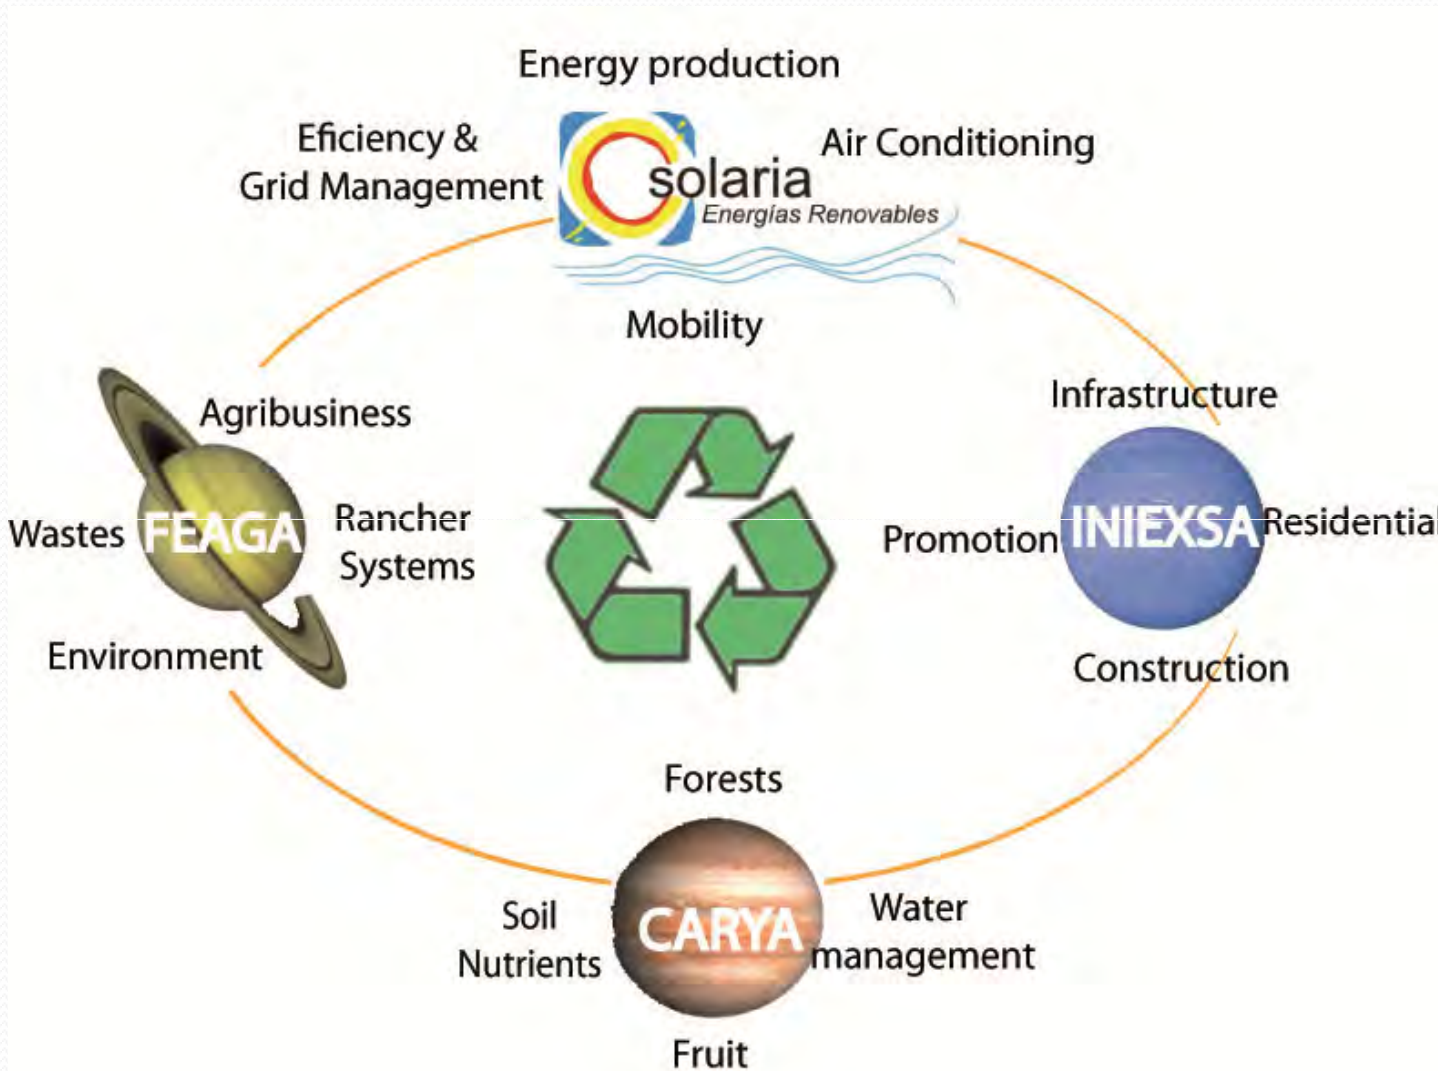 Energy production
Eficiency &
Grid Management
solaria
Energías Renovables
Air Conditioning
Mobility
Agribusiness
Wastes
FEAGA
Rancher
Systems
Environment
Infrastructure
Promotion
INIEXSA
Residential
Construction
Forests
Soil
Nutrients
CARYA
Water
management
Fruit